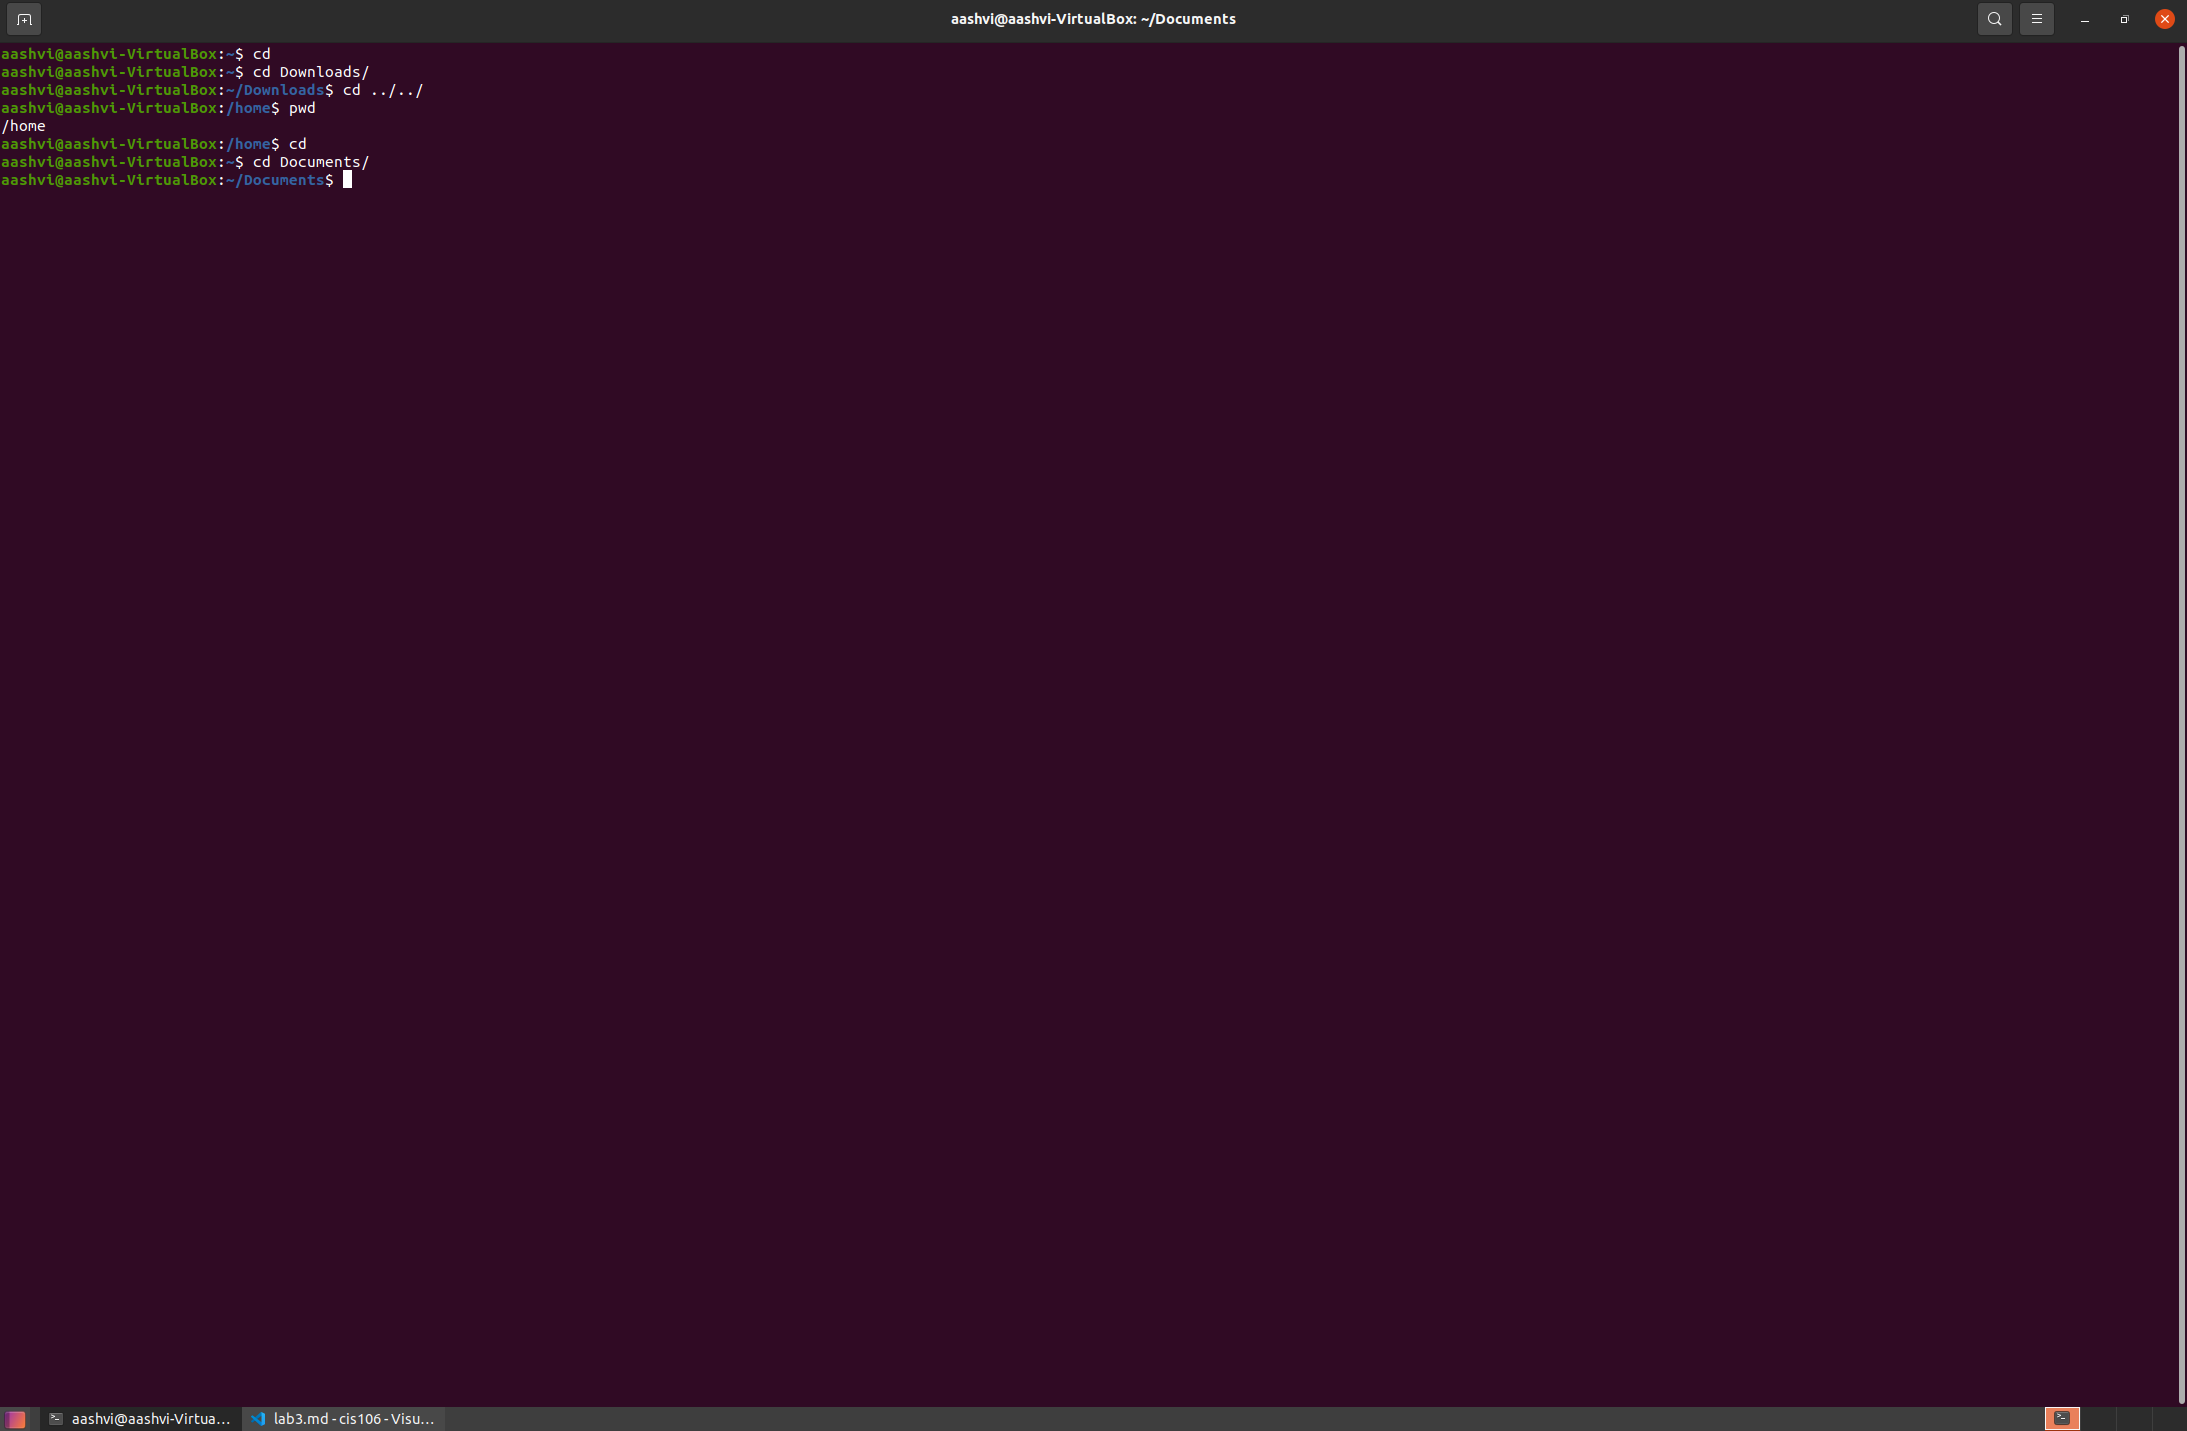 aashvi@aashvi-VirtualBox: ~/Documents
aashvi@aashvi-VirtualBox:~$ cd
aashvi@aashvi-VirtualBox:~$ cd Downloads/
aashvi@aashvi-VirtualBox:~/Downloads$ cd ../../
aashvi@aashvi-VirtualBox:/home$ pwd
/home
aashvi@aashvi-VirtualBox:/home$ cd
aashvi@aashvi-VirtualBox:~$ cd Documents/
aashvi@aashvi-VirtualBox:~/Documents$
aashvi@aashvi-Virtua...
lab3.md - cis106 - Visu...